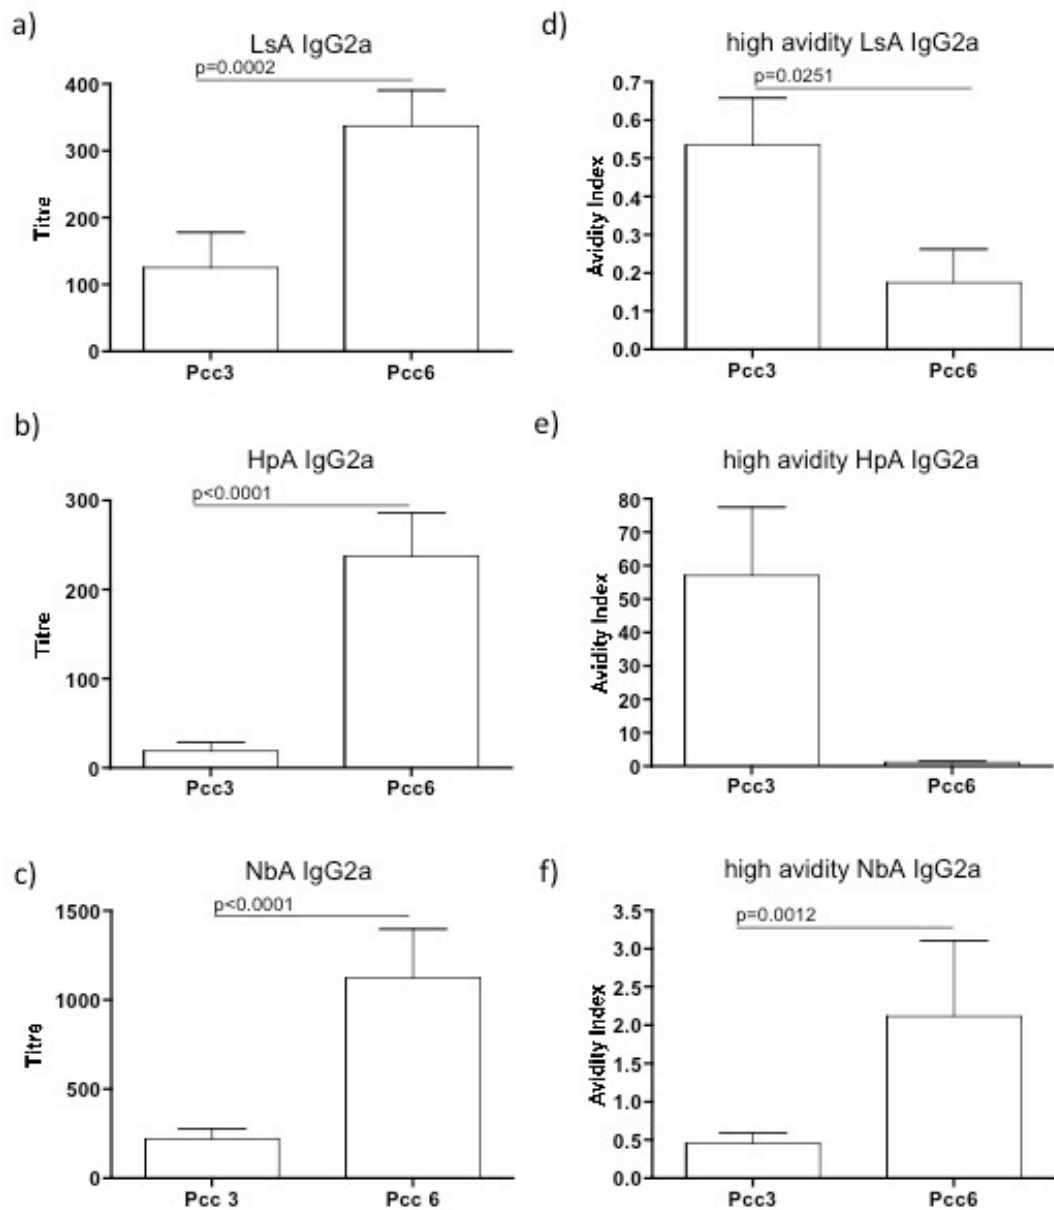 a)
LsA IgG2a
p=0.0002
400
300
200
100
0
Titre
Pcc3 Pcc6
d)
high avidity LsA IgG2a
p=0.0251
0.7
0.6
0.5
0.4
0.3
0.2
0.1
0.0
Avidity Index
Pcc3 Pcc6
b)
HpA IgG2a
p<0.0001
300
200
100
0
Titre
Pcc3 Pcc6
e)
high avidity HpA IgG2a
80
70
60
50
40
30
20
10
0
Avidity Index
Pcc3 Pcc6
c)
NbA IgG2a
p<0.0001
1500
1000
500
0
Titre
Pcc 3 Pcc 6
f)
high avidity NbA IgG2a
p=0.0012
3.5
3.0
2.5
2.0
1.5
1.0
0.5
0.0
Avidity Index
Pcc3 Pcc6